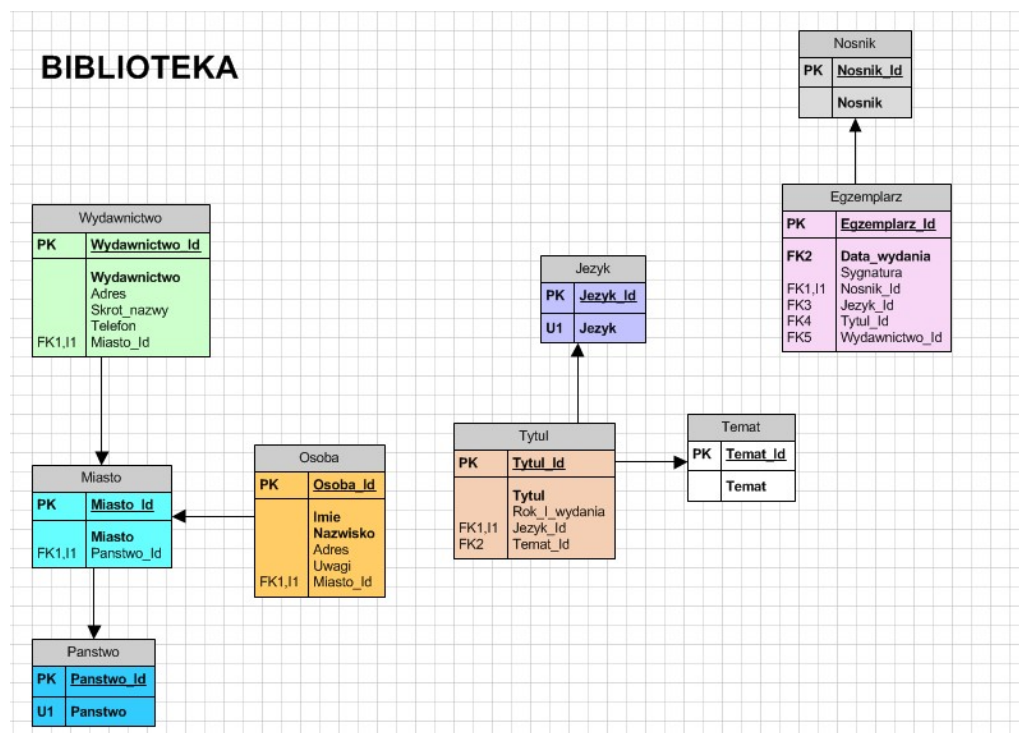 BIBLIOTEKA
Nosnik
PK Nosnik_Id
Nosnik
Egzemplarz
PK Egzemplarz_Id
FK2 Data_wydania
Sygnatura
FK1,I1 Nosnik_Id
FK3 Jezyk_Id
FK4 Tytul_Id
FK5 Wydawnictwo_Id
Wydawnictwo
PK Wydawnictwo_Id
Wydawnictwo
Adres
Skrot_nazwy
Telefon
FK1,I1 Miasto_Id
Jezyk
PK Jezyk_Id
U1 Jezyk
Tytul
PK Tytul_Id
Tytul
Rok_I_wydania
FK1,I1 Jezyk_Id
FK2 Temat_Id
Temat
PK Temat_Id
Temat
Osoba
PK Osoba_Id
Imie
Nazwisko
Adres
Uwagi
FK1,I1 Miasto_Id
Miasto
PK Miasto_Id
Miasto
FK1,I1 Panstwo_Id
Panstwo
PK Panstwo_Id
U1 Panstwo